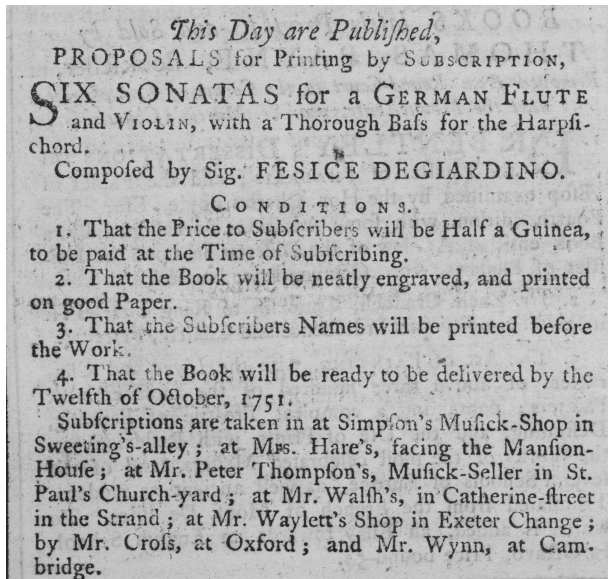 This Day are Publiſhed,
PROPOSALS for Printing by SUBSCRIPTION,
SIX SONATAS for a GERMAN FLUTE
and VIOLIN, with a Thorough Baſs for the Harpſi-
chord.
Compoſed by Sig. FESICE DEGIARDINO.
CONDITIONS.
1. That the Price to Subſcribers will be Half a Guinea,
to be paid at the Time of Subſcribing.
2. That the Book will be neatly engraved, and printed
on good Paper.
3. That the Subſcribers Names will be printed before
the Work.
4. That the Book will be ready to be delivered by the
Twelfth of October, 1751.
Subſcriptions are taken in at Simpſon's Muſick-Shop in
Sweeting's-alley; at Mrs. Hare's, facing the Manſion-
Houſe; at Mr. Peter Thompſon's, Muſick-Seller in St.
Paul's Church-yard; at Mr. Walſh's, in Catherine-ſtreet
in the Strand; at Mr. Waylett's Shop in Exeter Change;
by Mr. Croſs, at Oxford; and Mr. Wynn, at Cam-
bridge.